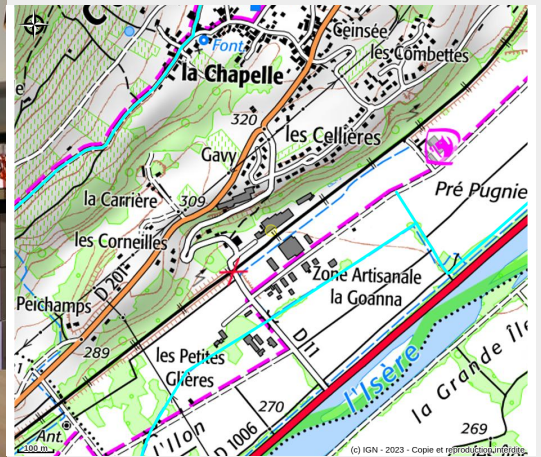 C
Font.
Geinsée
les Combettes
la Chapelle
320
les Cellières
Gavy
Pré Pugnie
la Carrière
309
les Corneilles
Zone Artisanale
la Goanna
D 201
Peichamps
D 11
289
les Petites
Glières
l'Isère
la Grande Île
270
269
Ant.
l'Ilon
D 1006
100 m
(c) IGN - 2023 - Copie et reproduction interdite